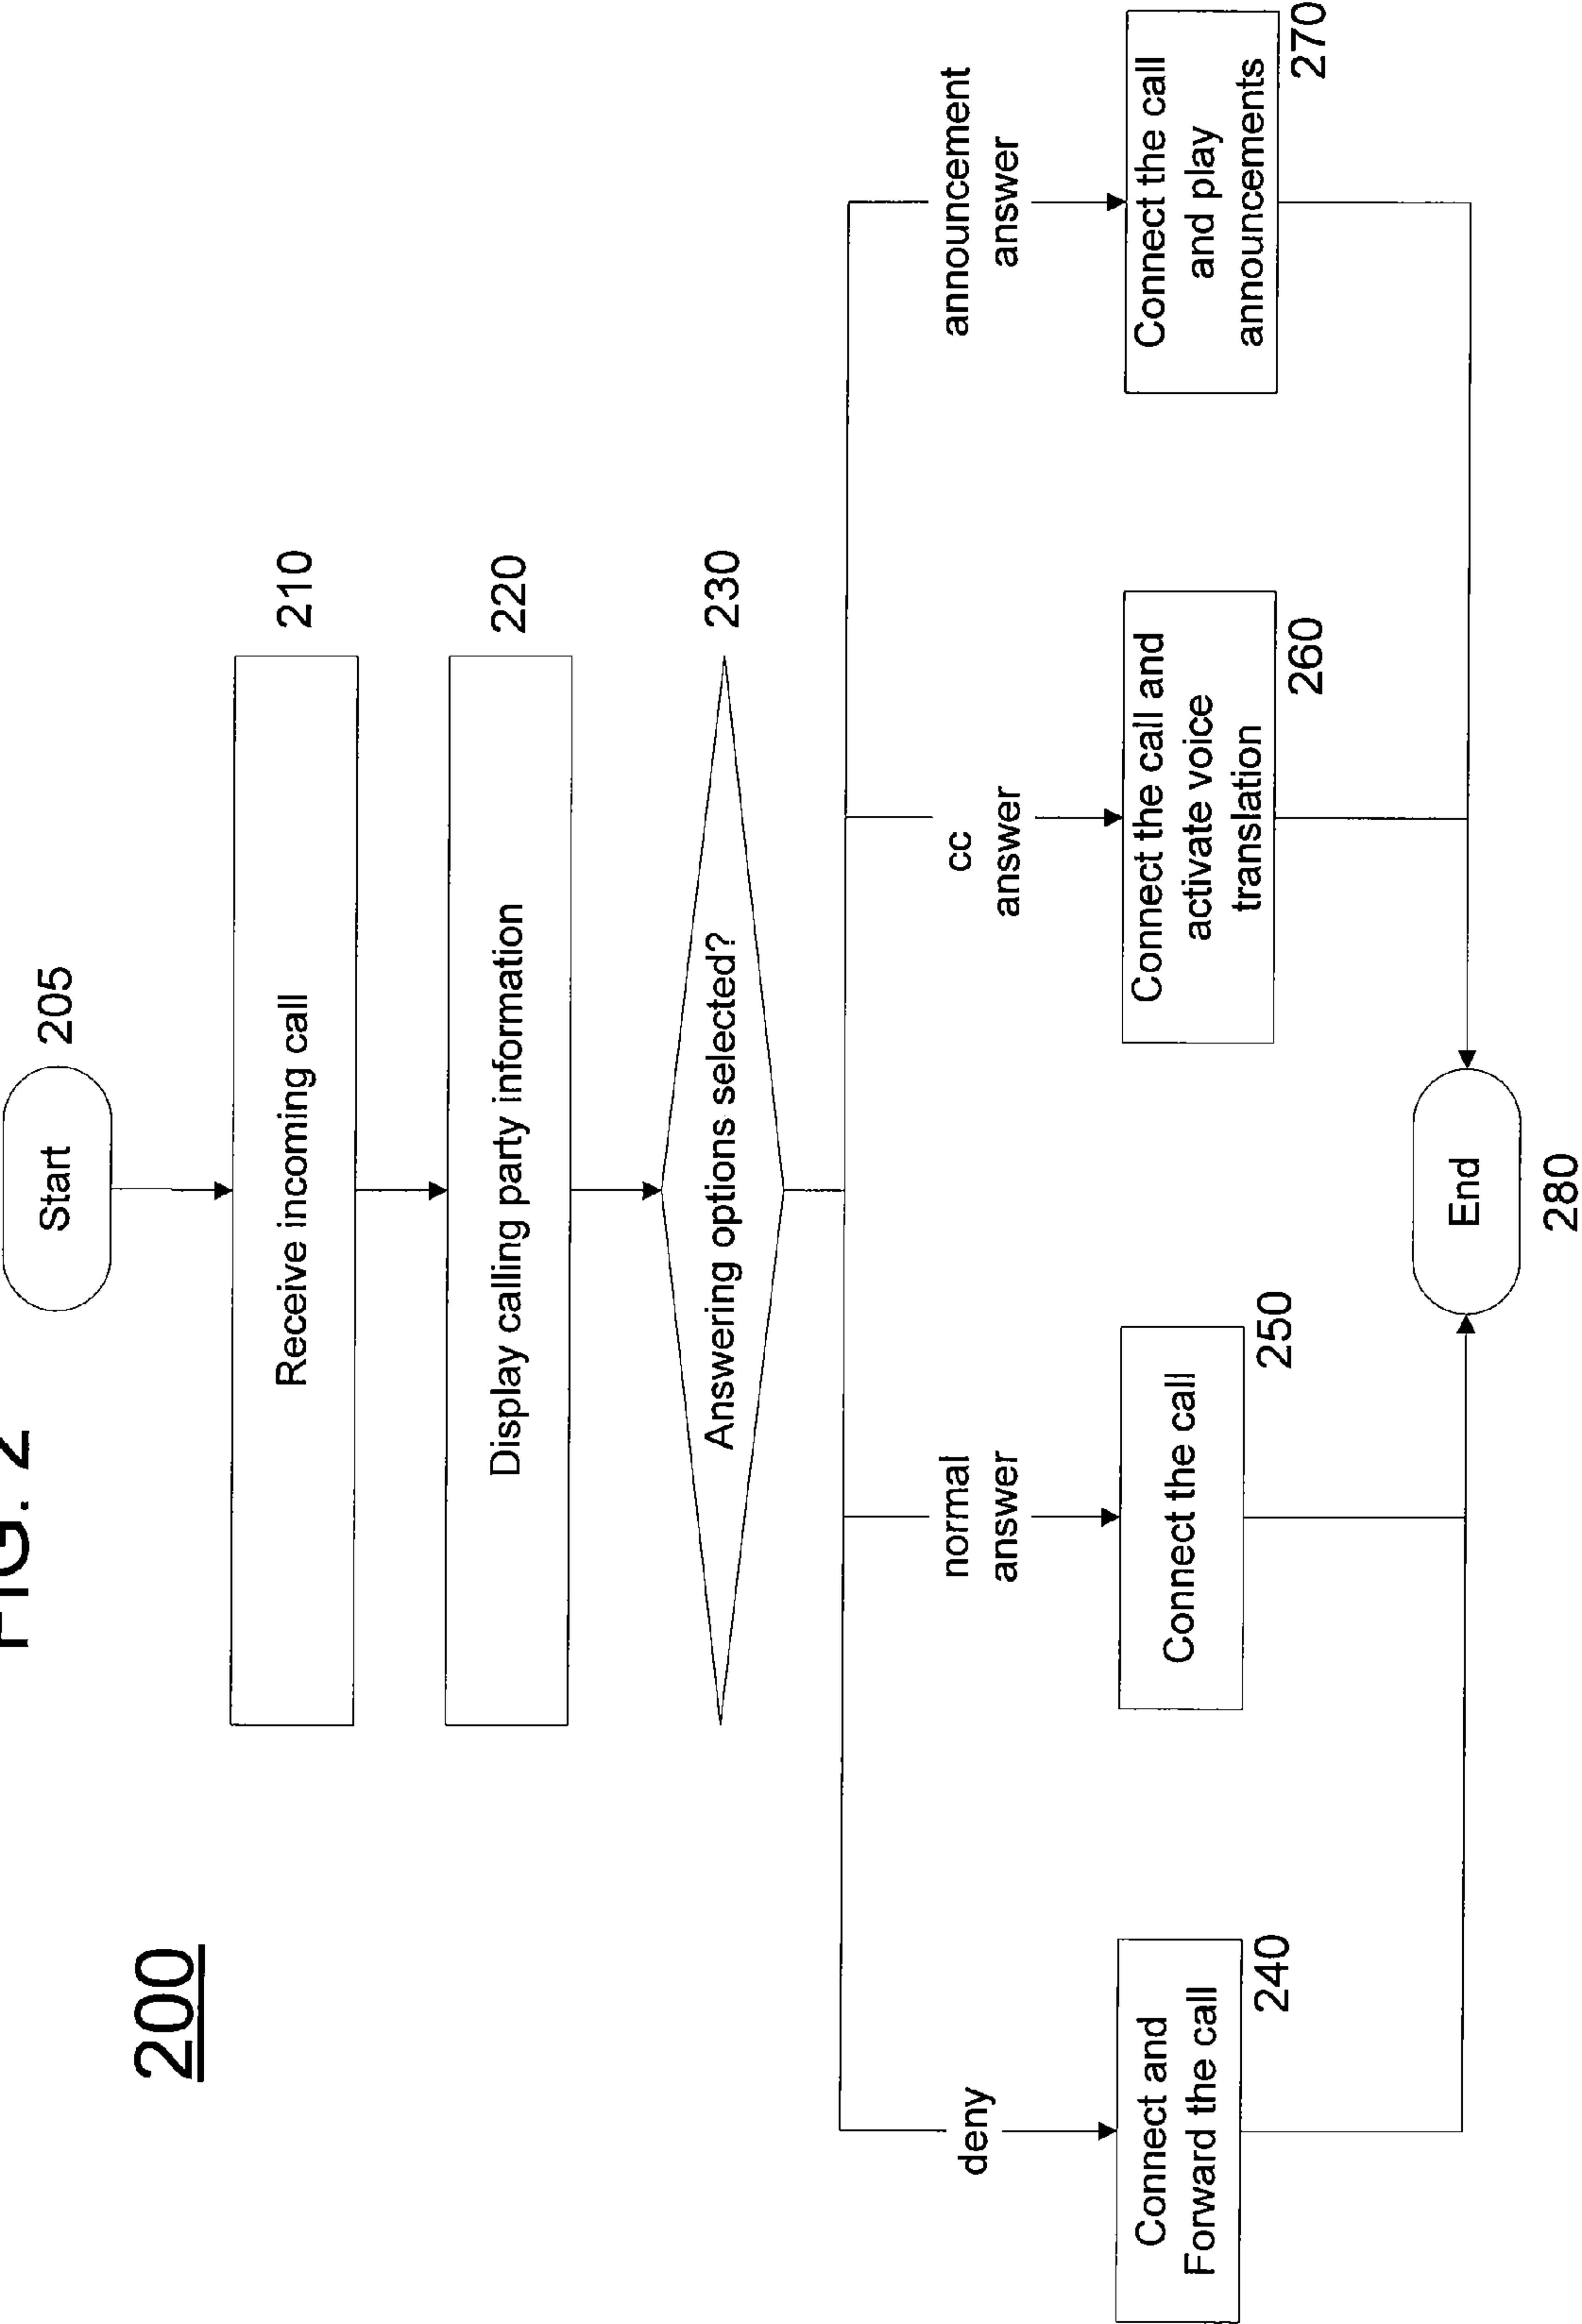 FIG. 2
200
Start
205
Receive incoming call
210
Display calling party information
220
Answering options selected?
230
deny
normal
answer
cc
answer
announcement
answer
Connect and
Forward the call
240
Connect the call
250
Connect the call and
activate voice
translation
260
Connect the call
and play
announcements
270
End
280